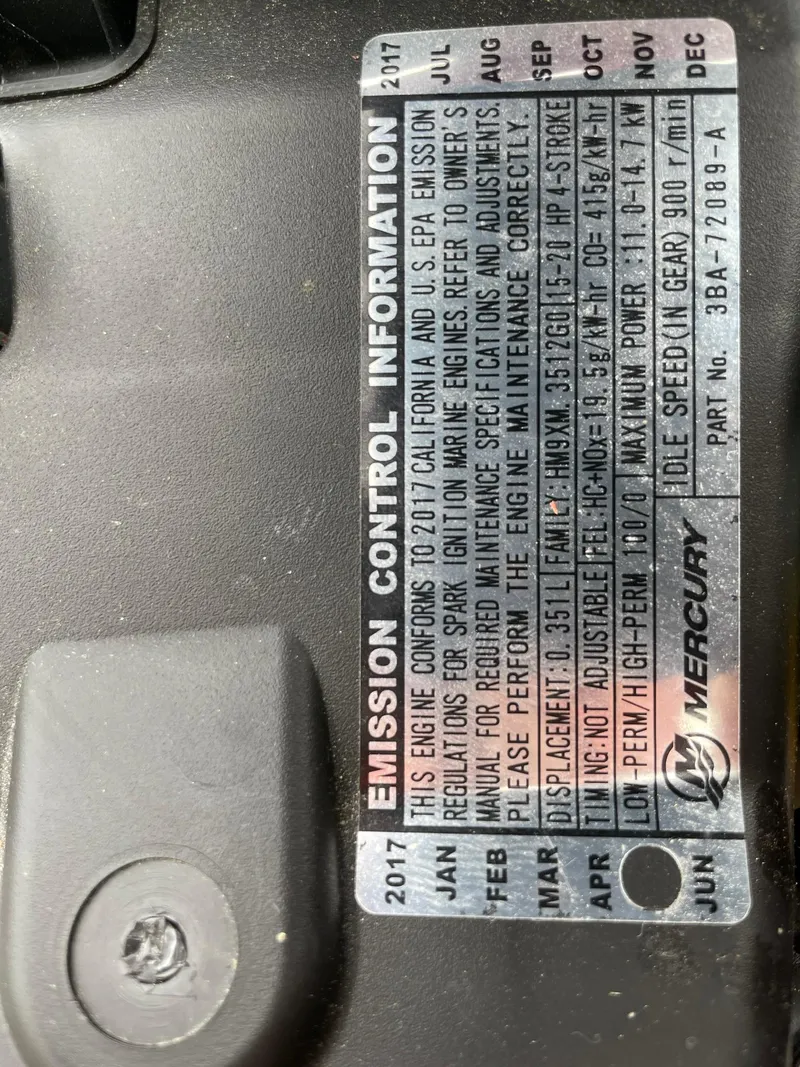 EMISSION CONTROL INFORMATION
THIS ENGINE CONFORMS TO 2017 CALIFORNIA AND U.S. EPA EMISSION
REGULATIONS FOR SPARK IGNITION MARINE ENGINES. REFER TO OWNER'S
MANUAL FOR REQUIRED MAINTENANCE SPECIFICATIONS AND ADJUSTMENTS.
PLEASE PERFORM THE ENGINE MAINTENANCE CORRECTLY.
DISPLACEMENT:0.351L FAMILY: HM9XM.3512G0 15-20 HP 4-STROKE
TIMING:NOT ADJUSTABLE FEL:HC+NOx=19.5g/kW-hr CO= 415g/kW-hr
LOW-PERM/HIGH-PERM 100/0 MAXIMUM POWER :11.0-14.7 kW
IDLE SPEED(IN GEAR) 900 r/min
MERCURY
PART No. 3BA-72089-A
2017
JAN
FEB
MAR
APR
JUN
2017
JUL
AUG
SEP
OCT
NOV
DEC